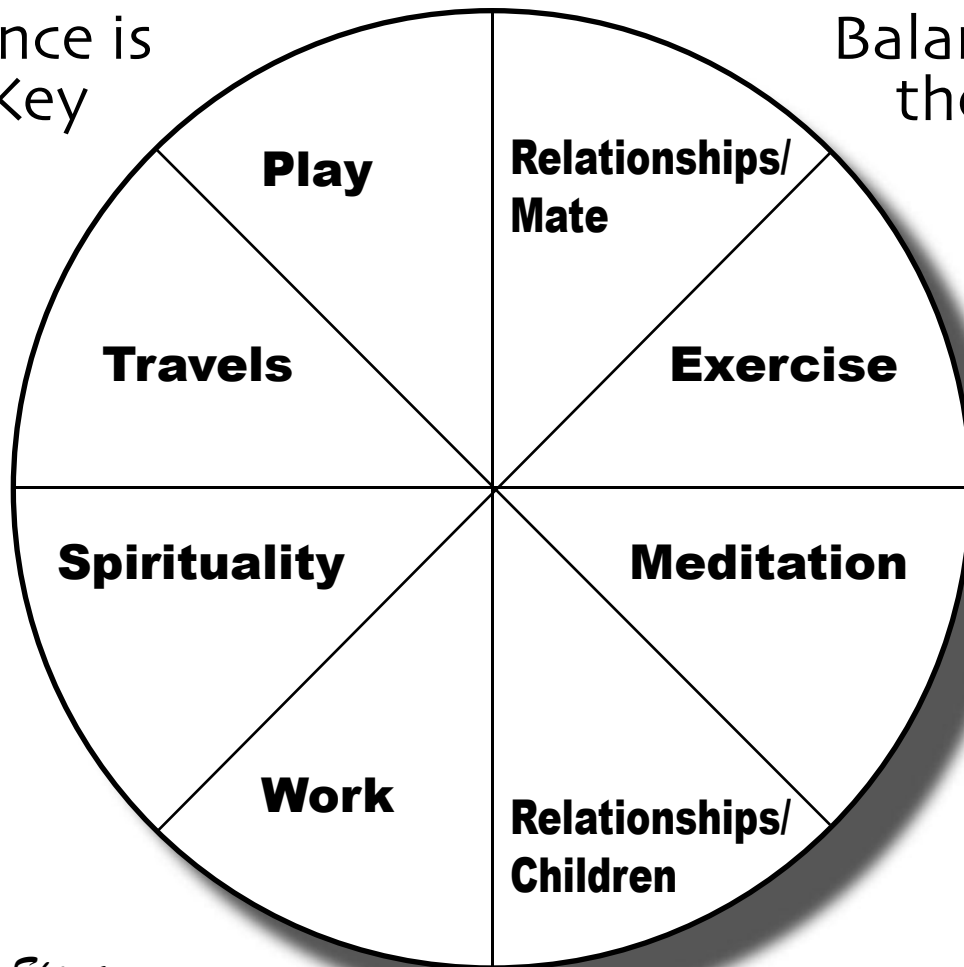 nce is
Key
Balan
the
Play
Relationships/
Mate
Travels
Exercise
Spirituality
Meditation
Work
Relationships/
Children